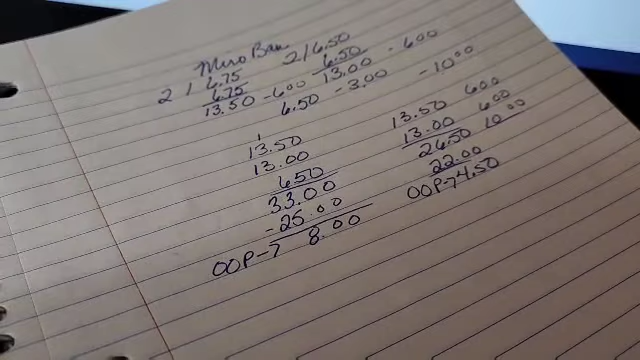 Miro Ban
2 / 6.75   2 / 6.50
6.75   6.50
13.50 - 6.00   13.00 - 6.00
6.50 - 3.00   - 10.00
13.50   13.50   6.00
13.00   13.00   6.00
6.50   26.50   10.00
33.00   22.00
- 25.00   OOP-7 4.50
OOP-7 8.00